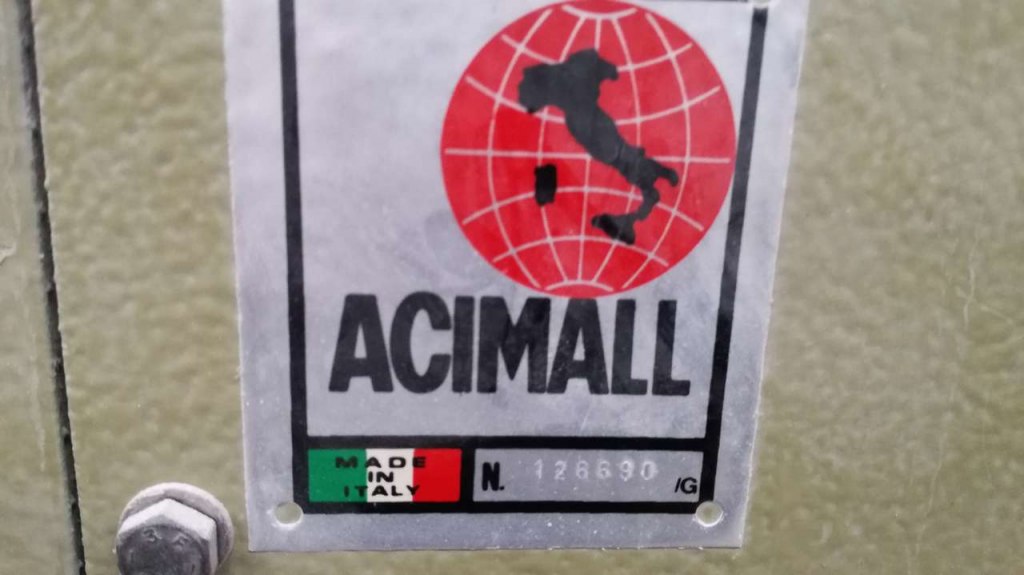 ACIMALL
MADE
IN
ITALY
N. 126690 /G